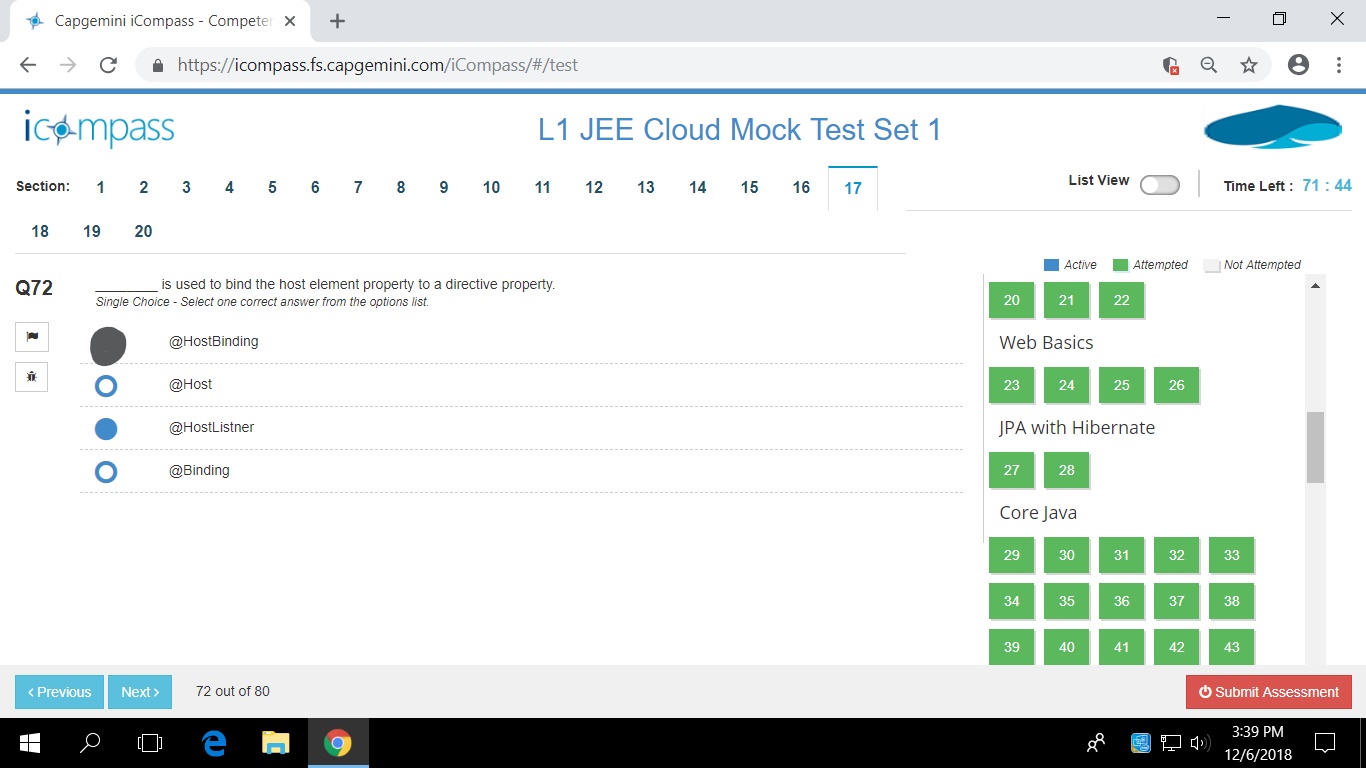 Capgemini iCompass - Competen
https://icompass.fs.capgemini.com/iCompass/#/test
icompass
L1 JEE Cloud Mock Test Set 1
Section: 1 2 3 4 5 6 7 8 9 10 11 12 13 14 15 16 17
List View
Time Left : 71 : 44
18 19 20
Active Attempted Not Attempted
Q72
________ is used to bind the host element property to a directive property.
Single Choice - Select one correct answer from the options list.
@HostBinding
@Host
@HostListner
@Binding
20 21 22
Web Basics
23 24 25 26
JPA with Hibernate
27 28
Core Java
29 30 31 32 33
34 35 36 37 38
39 40 41 42 43
Previous Next 72 out of 80
Submit Assessment
3:39 PM
12/6/2018